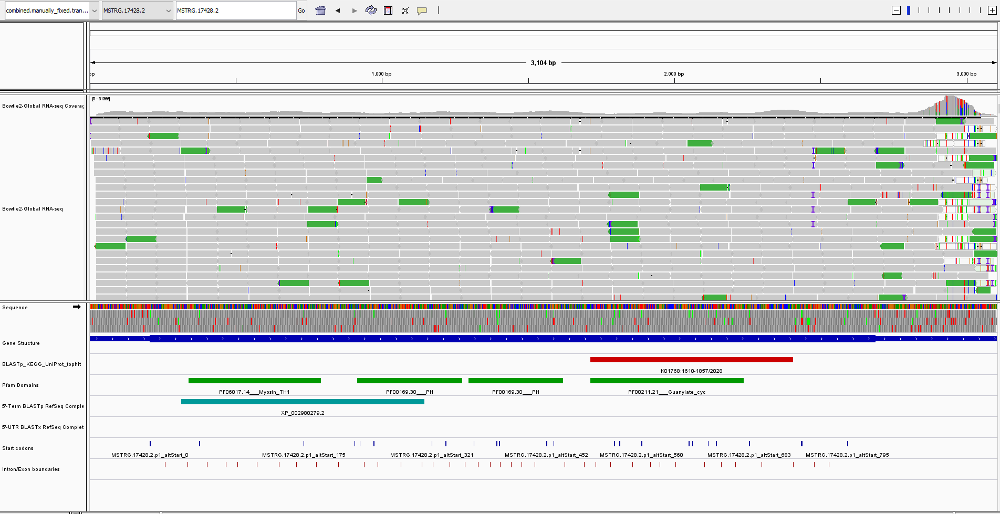 combined.manually_fixed.tran... MSTRG.17428.2 MSTRG.17428.2 Go
3,104 bp
1,000 bp 2,000 bp 3,000 bp
[0 - 31366]
Bowtie2-Global RNA-seq Coverag
Bowtie2-Global RNA-seq
Sequence
Gene Structure
BLASTp_KEGG_UniProt_tophit
K01768:1610-1857/2028
Pfam Domains
PF06017.14___Myosin_TH1 PF00169.30___PH PF00169.30___PH PF00211.21___Guanylate_cyc
5'-Term BLASTp RefSeq Comple
XP_002980279.2
5'-UTR BLASTx RefSeq Complet
Start codons
MSTRG.17428.2.p1_altStart_0 MSTRG.17428.2.p1_altStart_175 MSTRG.17428.2.p1_altStart_321 MSTRG.17428.2.p1_altStart_452 MSTRG.17428.2.p1_altStart_560 MSTRG.17428.2.p1_altStart_683 MSTRG.17428.2.p1_altStart_795
Intron/Exon boundaries